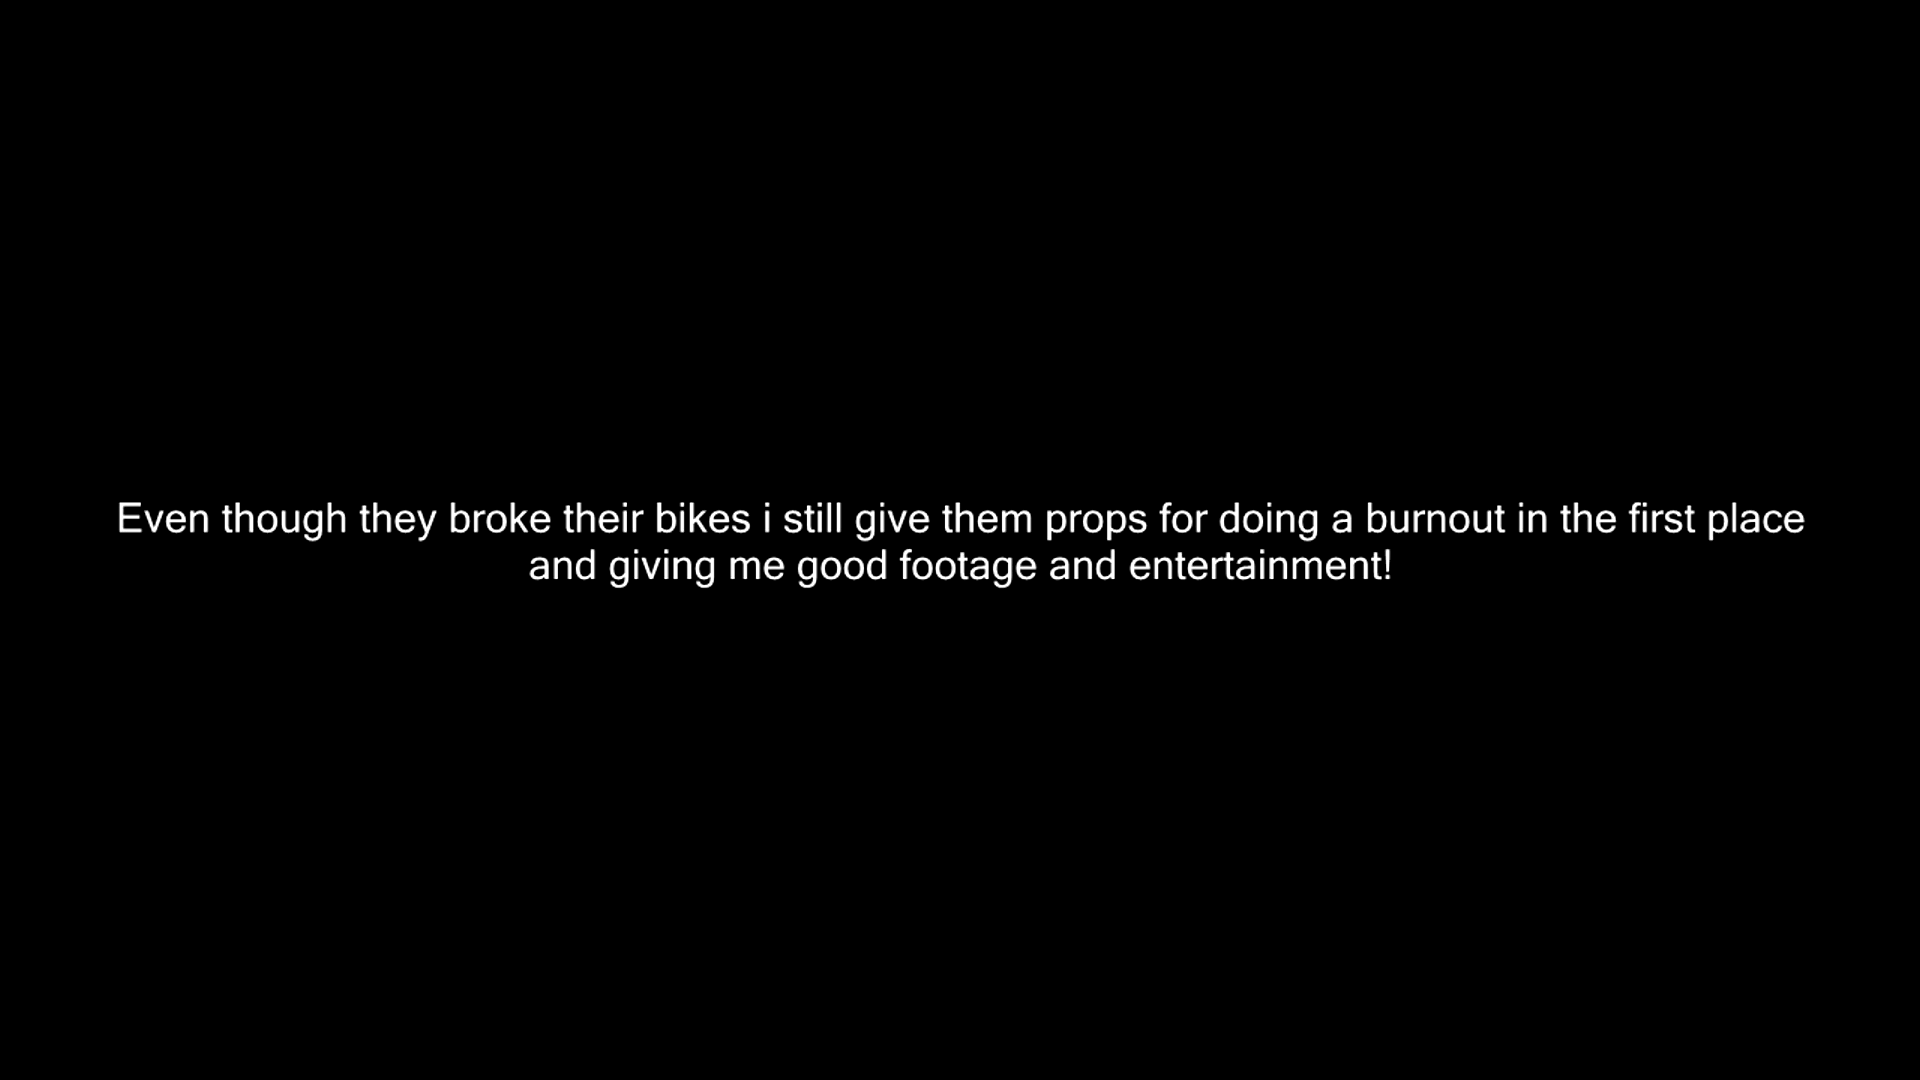 Even though they broke their bikes i still give them props for doing a burnout in the first place
and giving me good footage and entertainment!